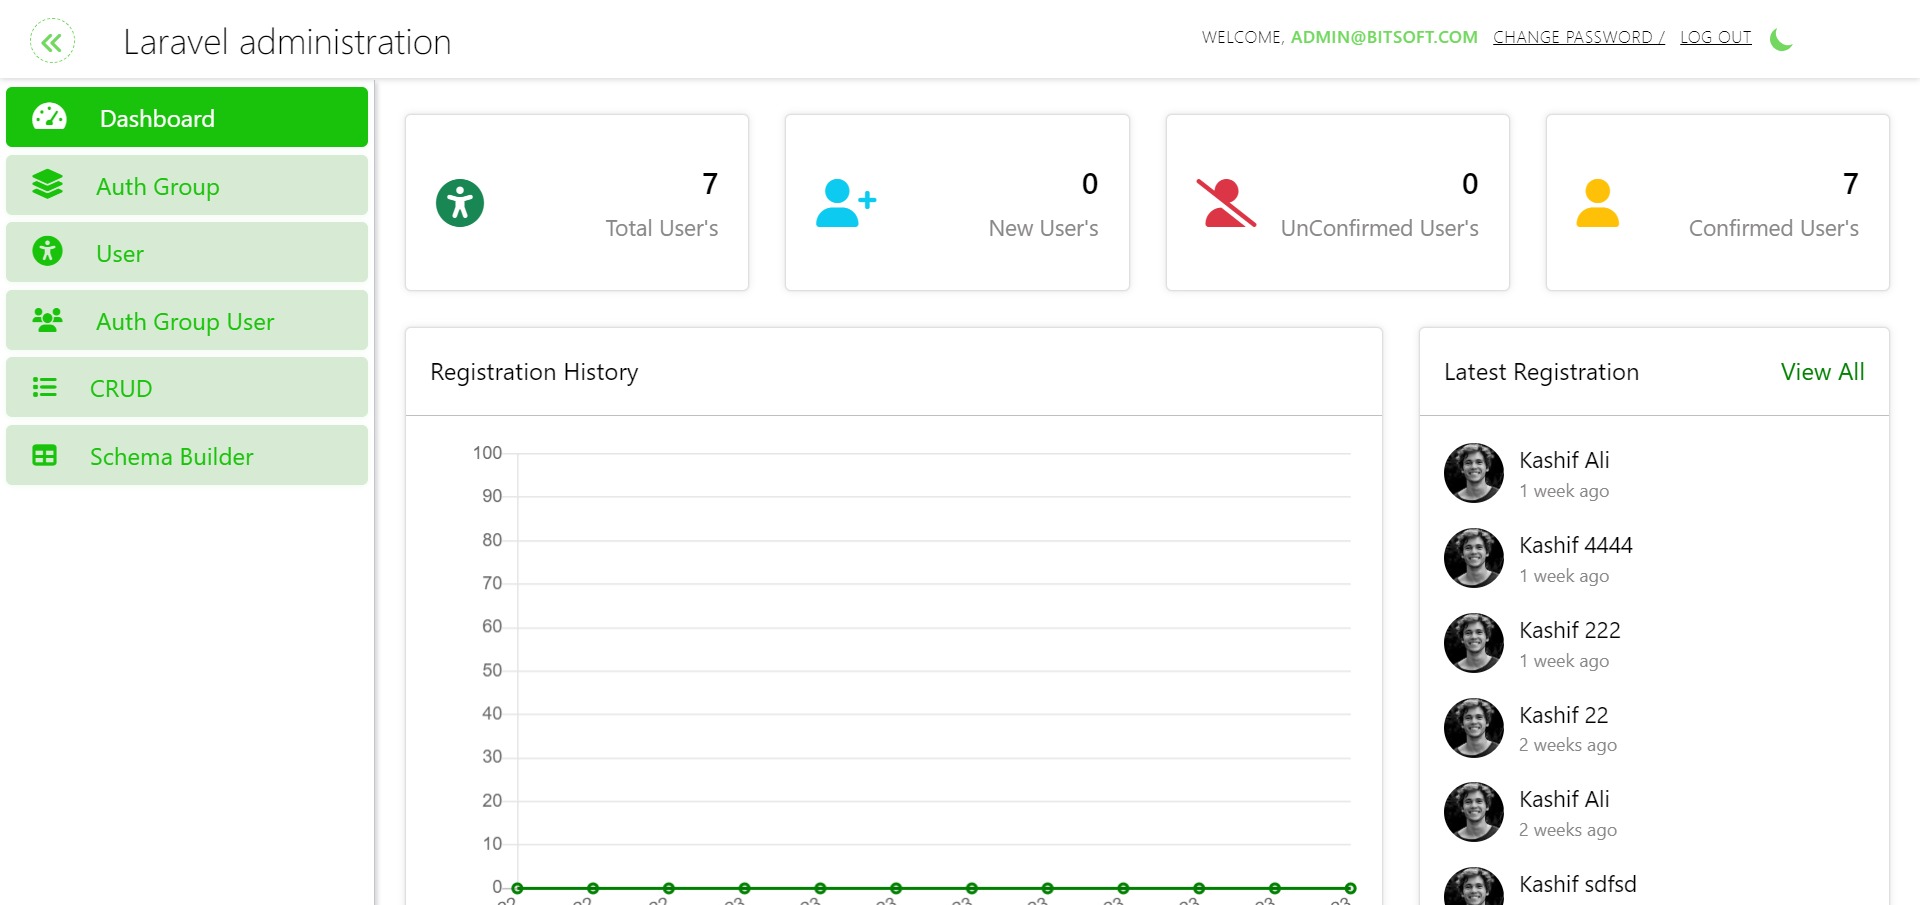 Laravel administration
WELCOME, ADMIN@BITSOFT.COM CHANGE PASSWORD / LOG OUT
Dashboard
Auth Group
User
Auth Group User
CRUD
Schema Builder
7
Total User's
0
New User's
0
UnConfirmed User's
7
Confirmed User's
Registration History
100
90
80
70
60
50
40
30
20
10
0
Latest Registration View All
Kashif Ali
1 week ago
Kashif 4444
1 week ago
Kashif 222
1 week ago
Kashif 22
2 weeks ago
Kashif Ali
2 weeks ago
Kashif sdfsd